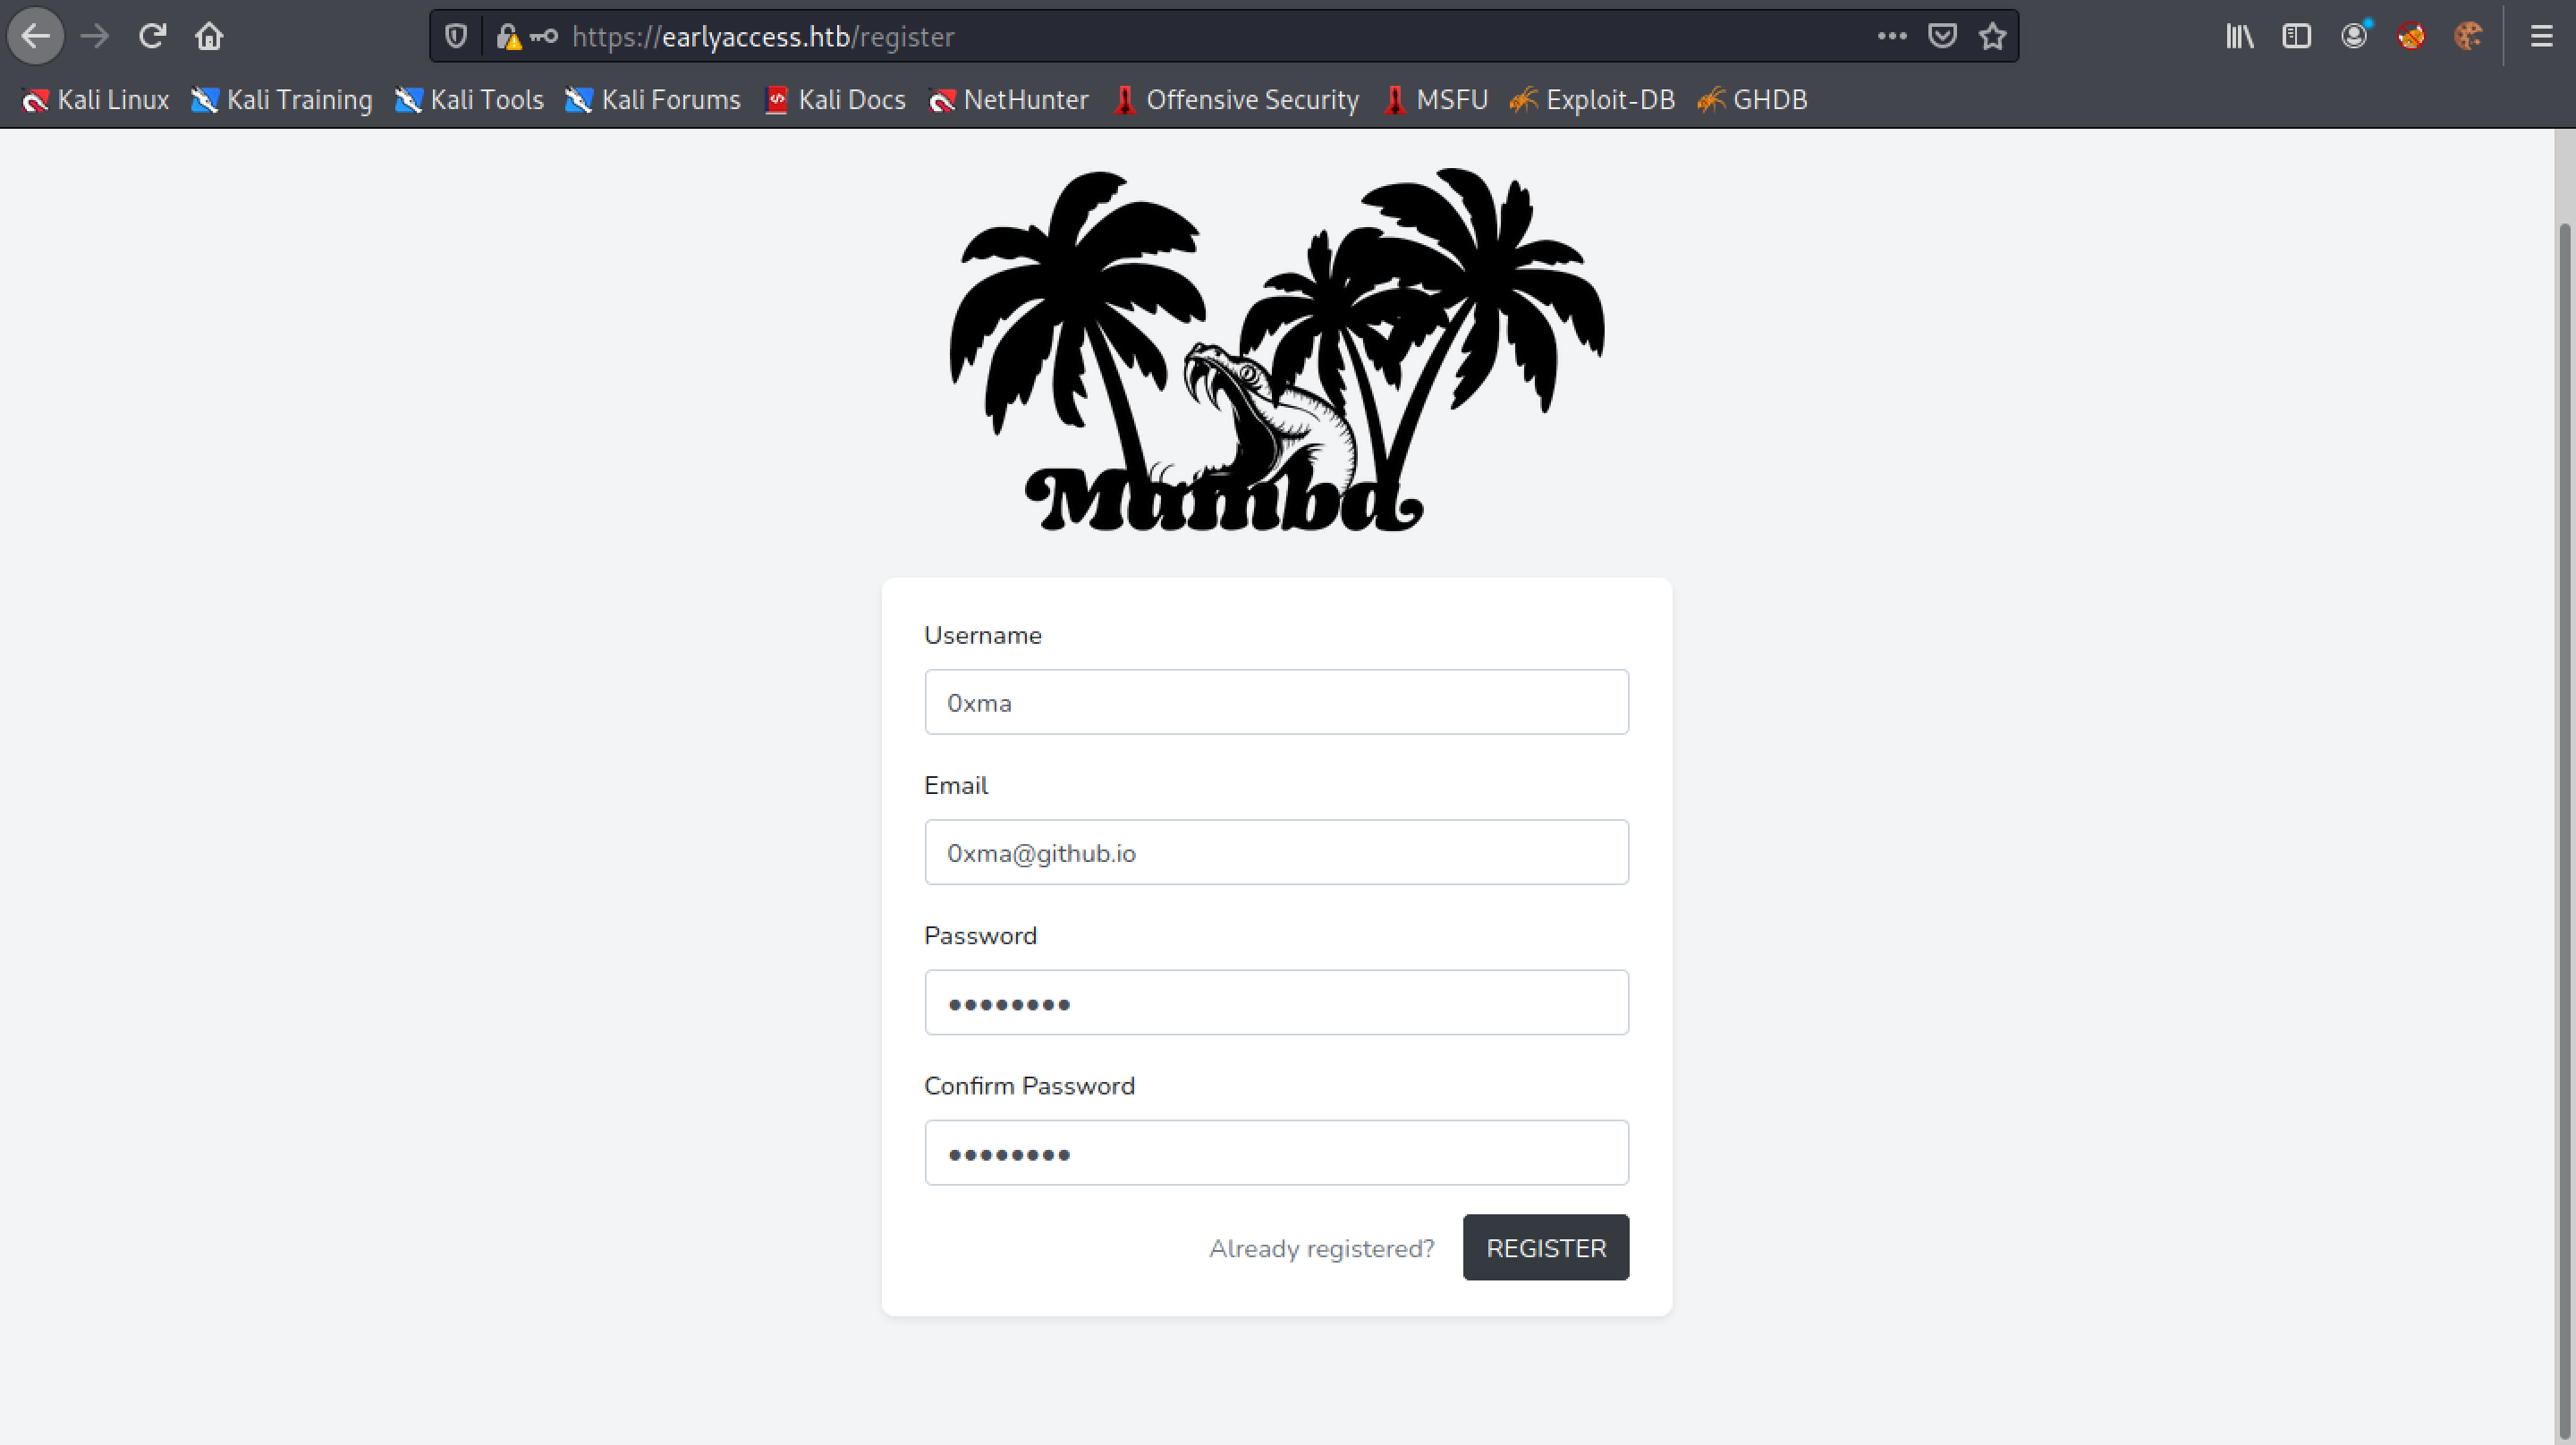 https://earlyaccess.htb/register
Kali Linux Kali Training Kali Tools Kali Forums Kali Docs NetHunter Offensive Security MSFU Exploit-DB GHDB
Mamba
Username
0xma
Email
0xma@github.io
Password
••••••••
Confirm Password
••••••••
Already registered? REGISTER